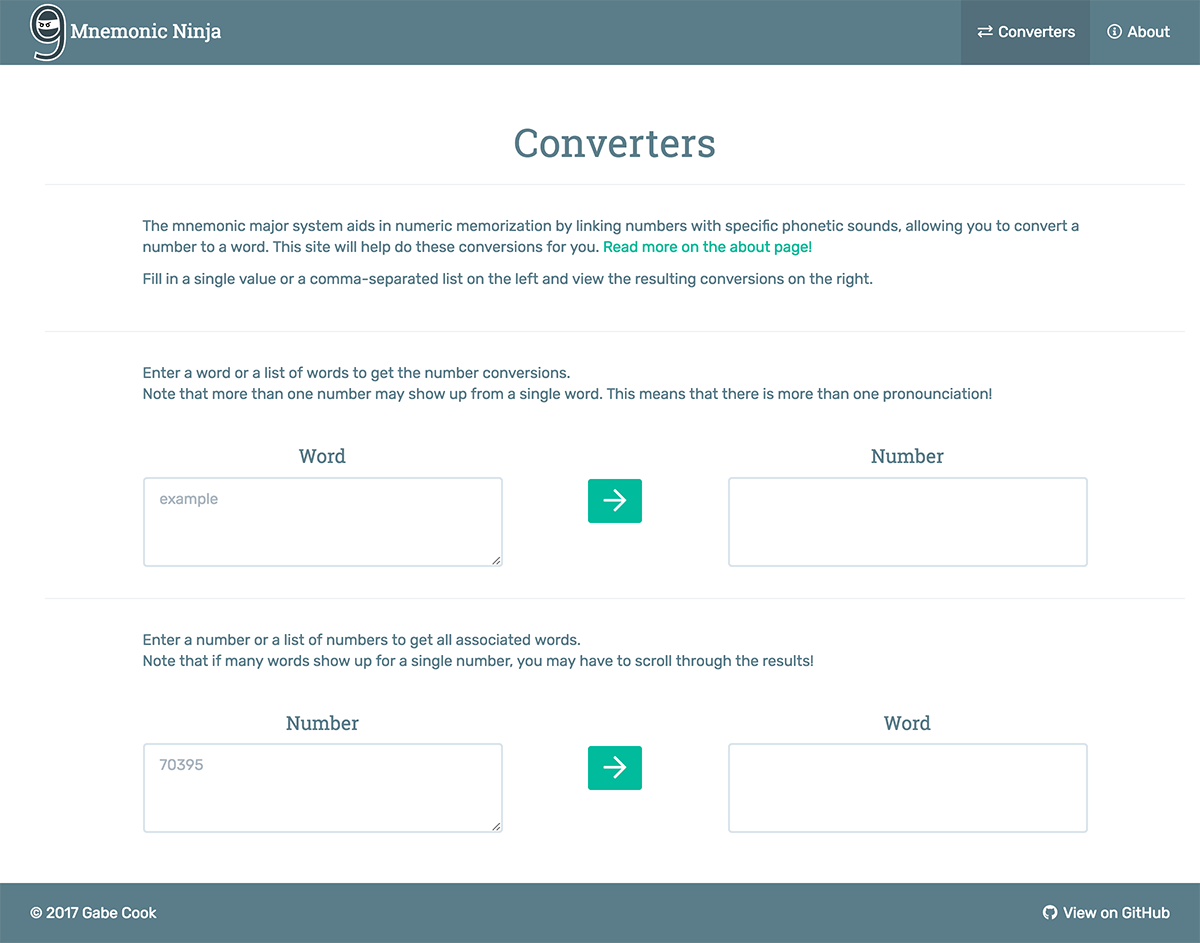 Mnemonic Ninja
Converters
About
Converters
The mnemonic major system aids in numeric memorization by linking numbers with specific phonetic sounds, allowing you to convert a
number to a word. This site will help do these conversions for you. Read more on the about page!
Fill in a single value or a comma-separated list on the left and view the resulting conversions on the right.
Enter a word or a list of words to get the number conversions.
Note that more than one number may show up from a single word. This means that there is more than one pronounciation!
Word
Number
example
Enter a number or a list of numbers to get all associated words.
Note that if many words show up for a single number, you may have to scroll through the results!
Number
Word
70395
© 2017 Gabe Cook
View on GitHub